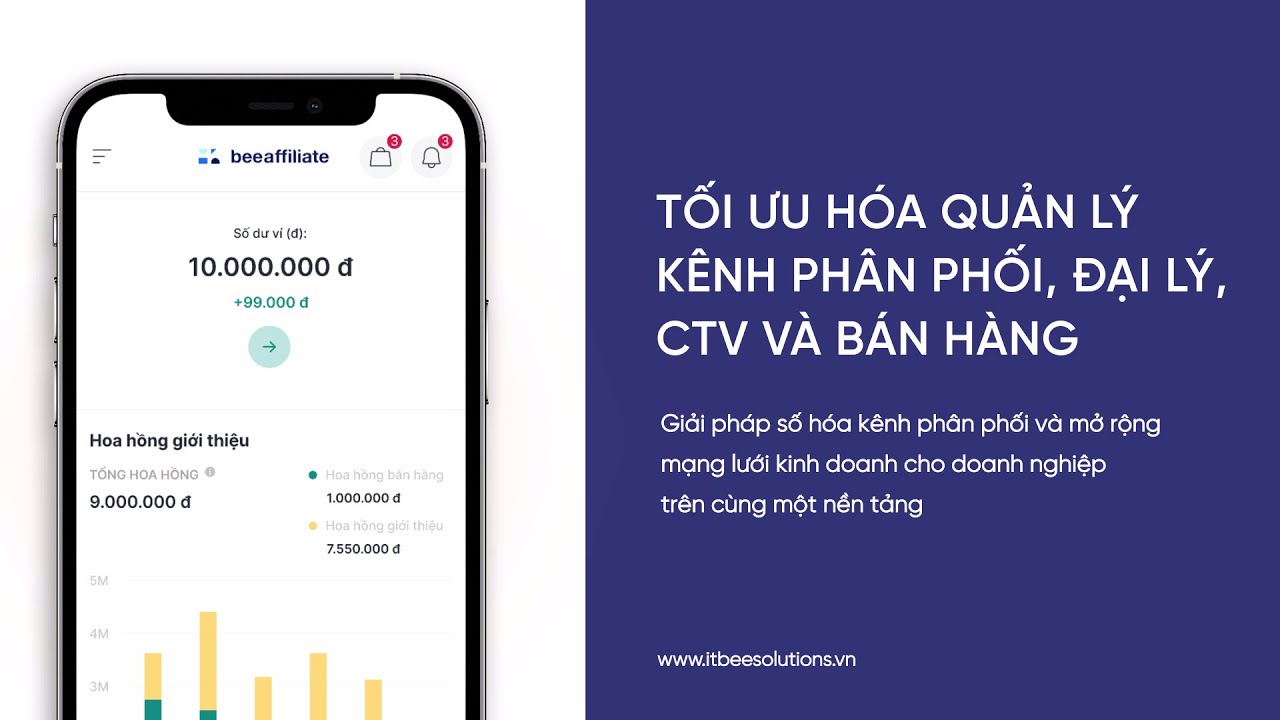 beeaffiliate
3
3
Số dư ví (đ):
10.000.000 đ
+99.000 đ
Hoa hồng giới thiệu
TỔNG HOA HỒNG
9.000.000 đ
Hoa hồng bán hàng
1.000.000 đ
Hoa hồng giới thiệu
7.550.000 đ
5M
4M
3M
TỐI ƯU HÓA QUẢN LÝ
KÊNH PHÂN PHỐI, ĐẠI LÝ,
CTV VÀ BÁN HÀNG
Giải pháp số hóa kênh phân phối và mở rộng
mạng lưới kinh doanh cho doanh nghiệp
trên cùng một nền tảng
www.itbeesolutions.vn